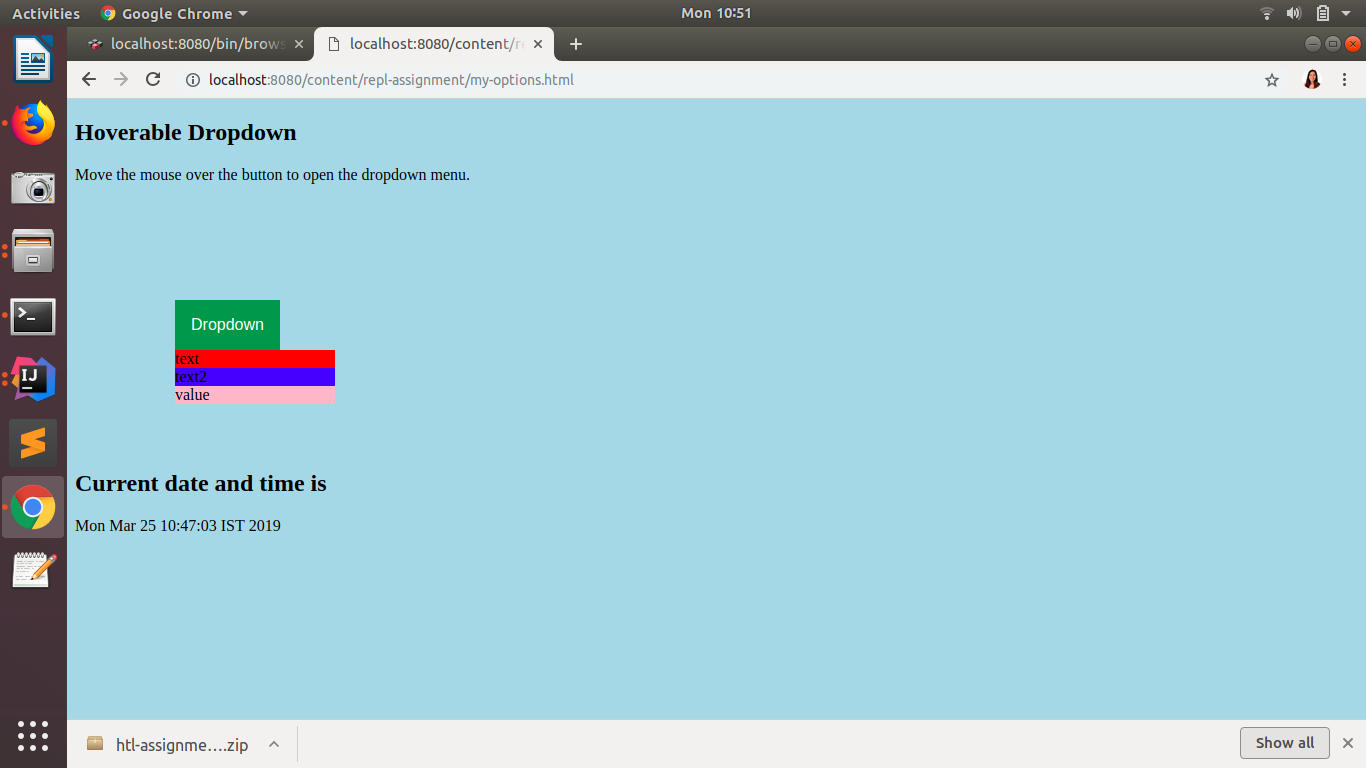 Activities Google Chrome Mon 10:51
localhost:8080/bin/brows localhost:8080/content/re
localhost:8080/content/repl-assignment/my-options.html
Hoverable Dropdown
Move the mouse over the button to open the dropdown menu.
Dropdown
text
text2
value
Current date and time is
Mon Mar 25 10:47:03 IST 2019
htl-assignme….zip Show all